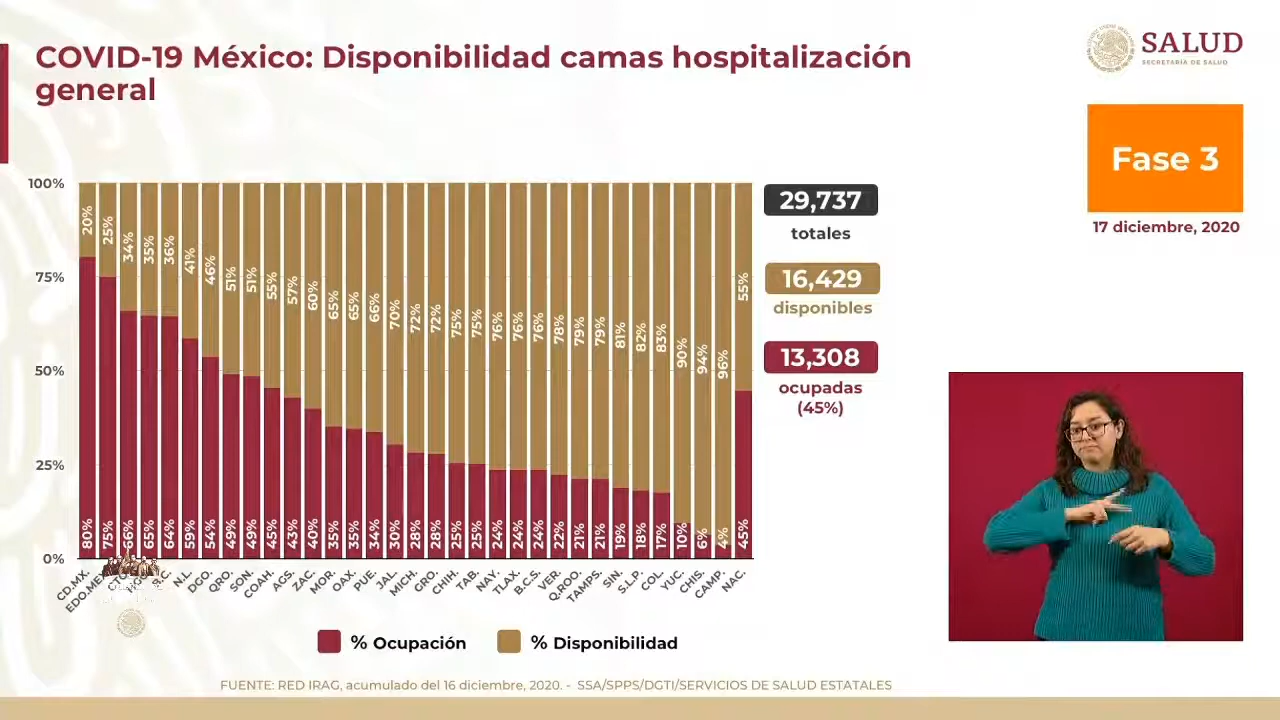 COVID-19 México: Disponibilidad camas hospitalización
general
SALUD
SECRETARÍA DE SALUD
Fase 3
17 diciembre, 2020
100%
75%
50%
25%
0%
20% 25% 34% 35% 36% 41% 46% 51% 51% 55% 57% 60% 65% 65% 66% 70% 72% 72% 75% 75% 76% 76% 76% 78% 79% 79% 81% 82% 83% 90% 94% 96% 55%
80% 75% 66% 65% 64% 59% 54% 49% 49% 45% 43% 40% 35% 35% 34% 30% 28% 28% 25% 25% 24% 24% 24% 22% 21% 21% 19% 18% 17% 10% 6% 4% 45%
CD.MX. EDO.MEX. GTO. N.L. DGO. QRO. SON. COAH. AGS. ZAC. MOR. OAX. PUE. JAL. MICH. GRO. CHIH. TAB. NAY. TLAX. B.C.S. VER. Q.ROO. TAMPS. SIN. S.L.P. COL. YUC. CHIS. CAMP. NAC.
29,737
totales
16,429
disponibles
13,308
ocupadas
(45%)
% Ocupación % Disponibilidad
FUENTE: RED IRAG, acumulado del 16 diciembre, 2020. - SSA/SPPS/DGTI/SERVICIOS DE SALUD ESTATALES